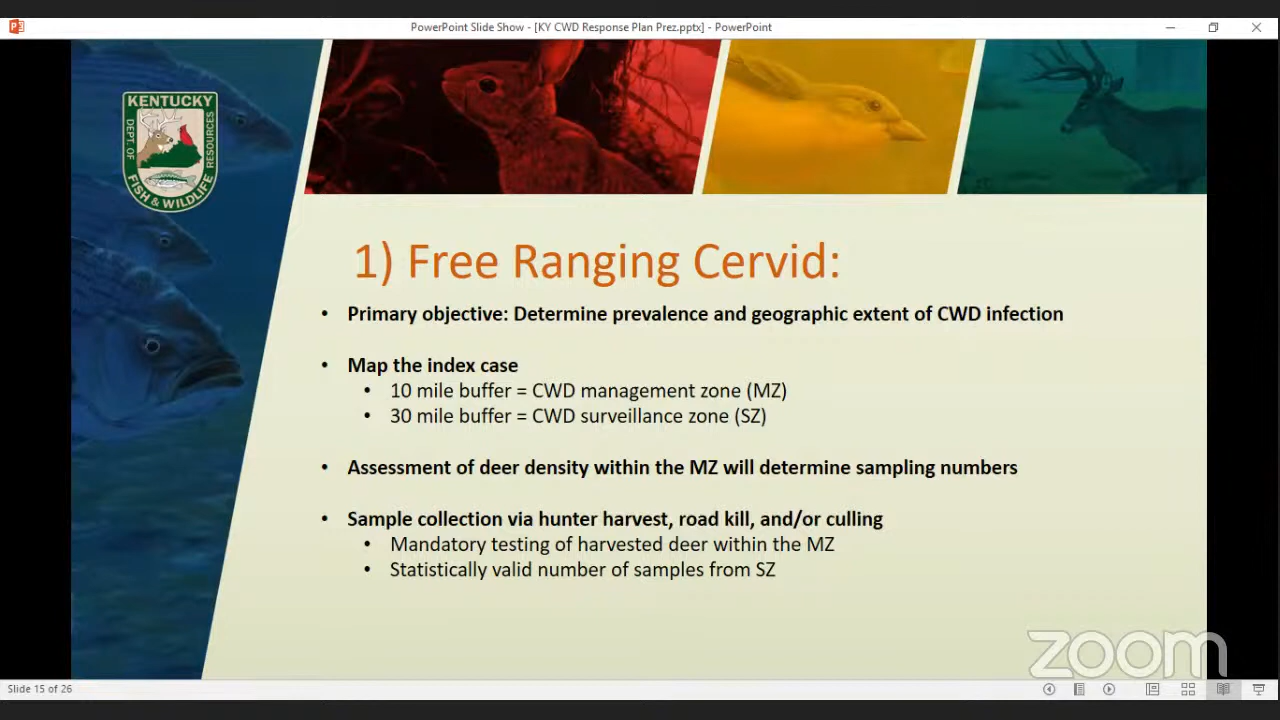 PowerPoint Slide Show - [KY CWD Response Plan Prez.pptx] - PowerPoint
KENTUCKY
DEPT. OF
RESOURCES
FISH & WILDLIFE
1) Free Ranging Cervid:
• Primary objective: Determine prevalence and geographic extent of CWD infection
• Map the index case
• 10 mile buffer = CWD management zone (MZ)
• 30 mile buffer = CWD surveillance zone (SZ)
• Assessment of deer density within the MZ will determine sampling numbers
• Sample collection via hunter harvest, road kill, and/or culling
• Mandatory testing of harvested deer within the MZ
• Statistically valid number of samples from SZ
zoom
Slide 15 of 26